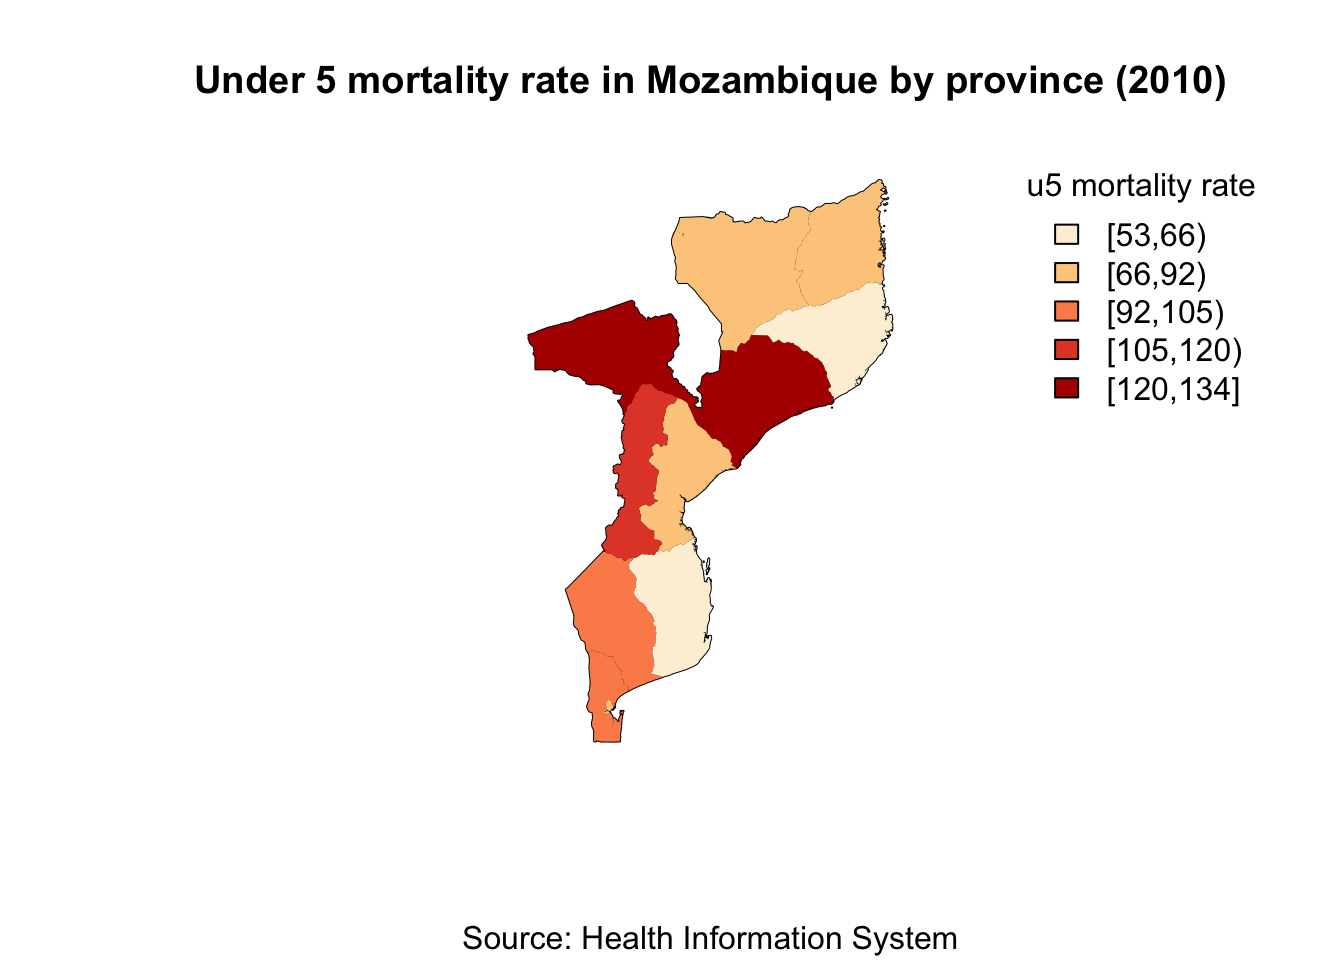 Under 5 mortality rate in Mozambique by province (2010)
u5 mortality rate
[53,66)
[66,92)
[92,105)
[105,120)
[120,134]
Source: Health Information System